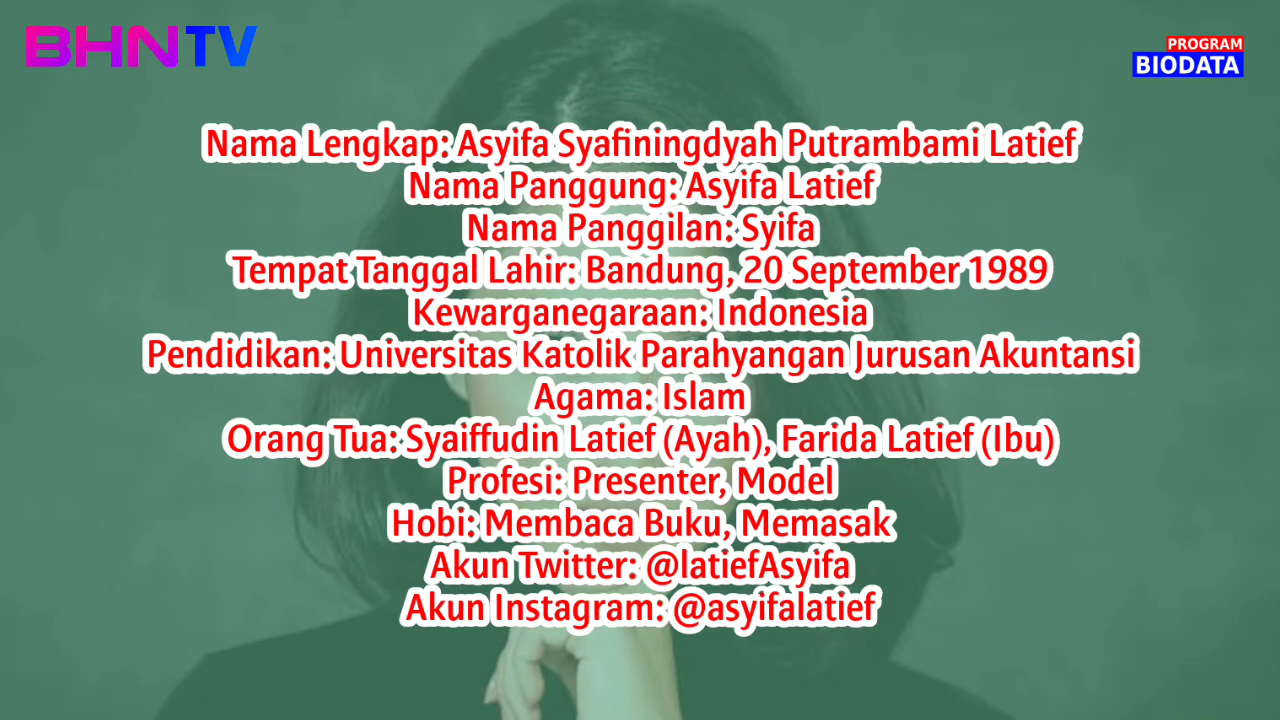 BHNTV
PROGRAM
BIODATA
Nama Lengkap: Asyifa Syafiningdyah Putrambami Latief
Nama Panggung: Asyifa Latief
Nama Panggilan: Syifa
Tempat Tanggal Lahir: Bandung, 20 September 1989
Kewarganegaraan: Indonesia
Pendidikan: Universitas Katolik Parahyangan Jurusan Akuntansi
Agama: Islam
Orang Tua: Syaiffudin Latief (Ayah), Farida Latief (Ibu)
Profesi: Presenter, Model
Hobi: Membaca Buku, Memasak
Akun Twitter: @latiefAsyifa
Akun Instagram: @asyifalatief